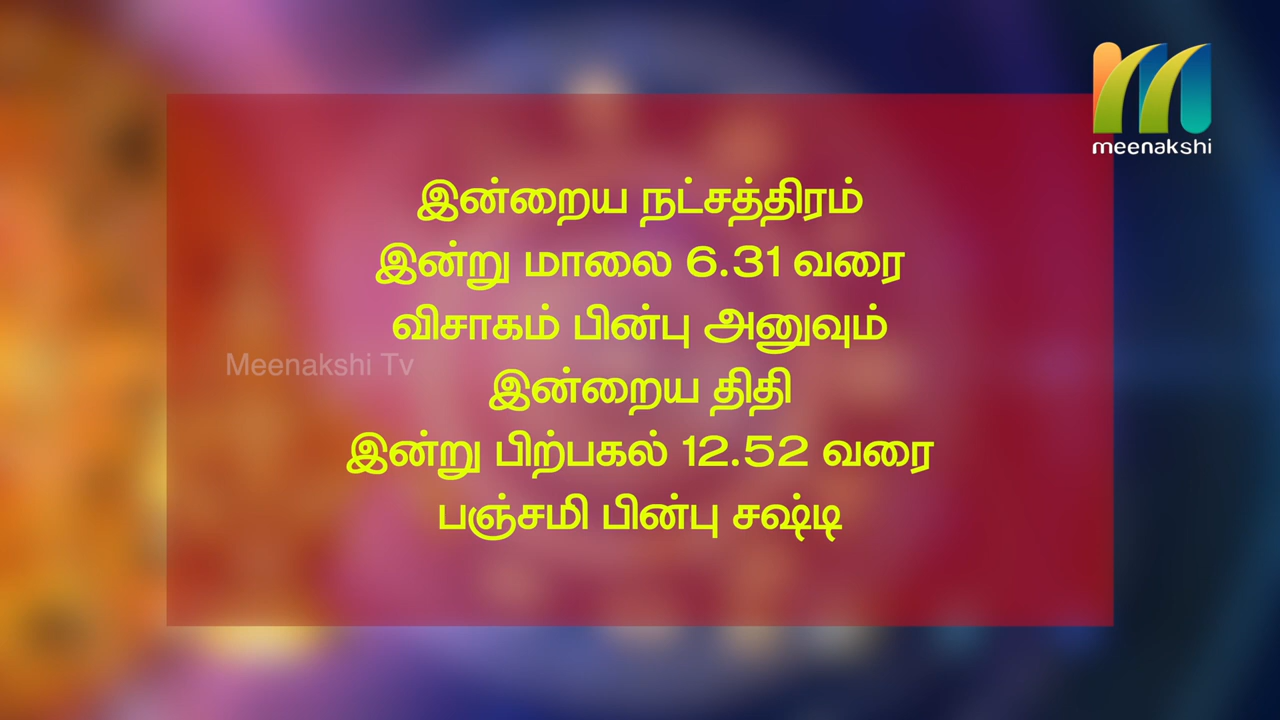 meenakshi
இன்றைய நட்சத்திரம்
இன்று மாலை 6.31 வரை
விசாகம் பின்பு அனுவும்
Meenakshi Tv
இன்றைய திதி
இன்று பிற்பகல் 12.52 வரை
பஞ்சமி பின்பு சஷ்டி